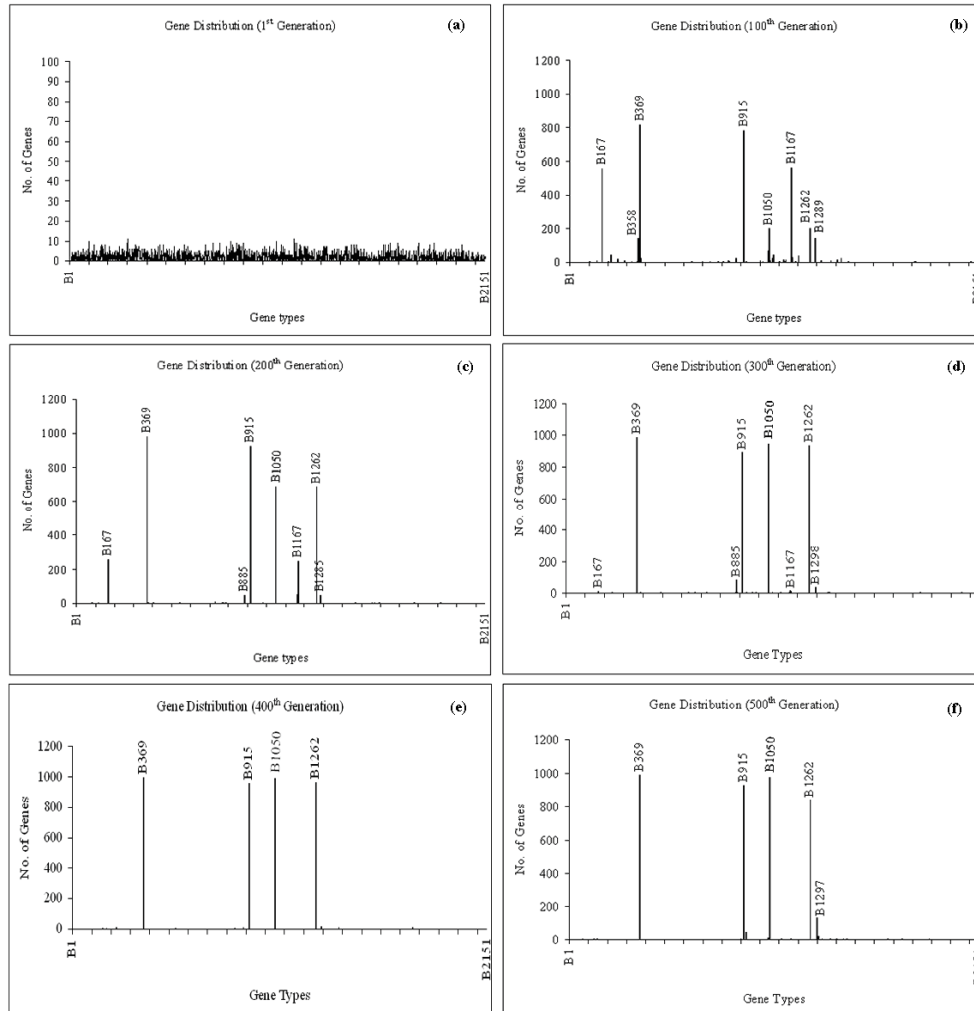 Gene Distribution (1st Generation)
(a)
No. of Genes
100
90
80
70
60
50
40
30
20
10
0
B1
B2151
Gene types
Gene Distribution (100th Generation)
(b)
No. of Genes
1200
1000
800
600
400
200
0
B167
B358
B369
B915
B1050
B1167
B1262
B1289
B1
Gene types
Gene Distribution (200th Generation)
(c)
No. of Genes
1200
1000
800
600
400
200
0
B167
B369
B885
B915
B1050
B1167
B1262
B1285
B1
B2151
Gene types
Gene Distribution (300th Generation)
(d)
No. of Genes
1200
1000
800
600
400
200
0
B167
B369
B885
B915
B1050
B1167
B1262
B1298
B1
Gene Types
Gene Distribution (400th Generation)
(e)
No. of Genes
1200
1000
800
600
400
200
0
B369
B915
B1050
B1262
B1
B2151
Gene Types
Gene Distribution (500th Generation)
(f)
No. of Genes
1200
1000
800
600
400
200
0
B369
B915
B1050
B1262
B1297
B1
Gene Types